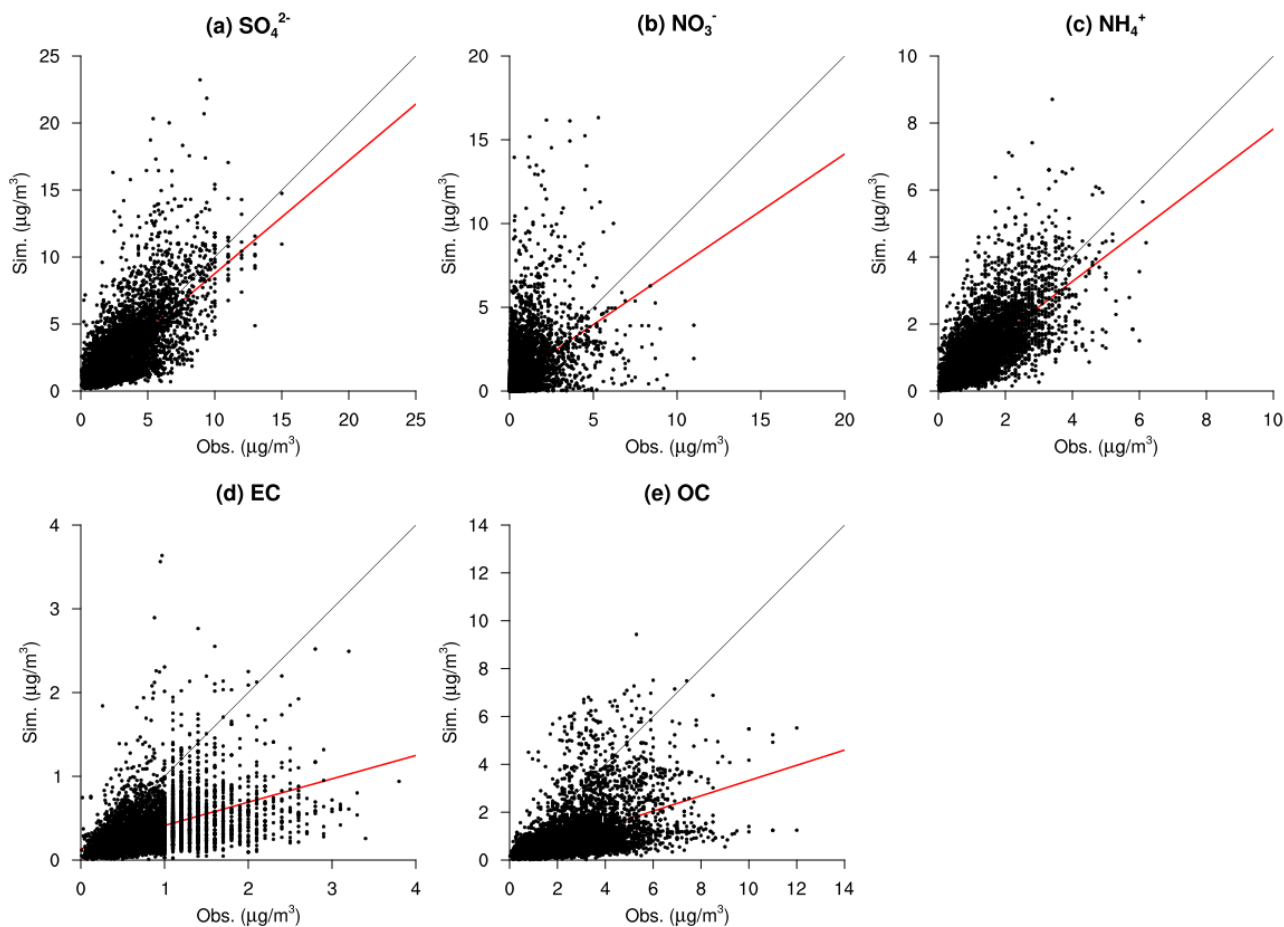 (a) SO₄²⁻
Sim. (μg/m³)
25
20
15
10
5
0
0 5 10 15 20 25
Obs. (μg/m³)
(b) NO₃⁻
Sim. (μg/m³)
20
15
10
5
0
0 5 10 15 20
Obs. (μg/m³)
(c) NH₄⁺
Sim. (μg/m³)
10
8
6
4
2
0
0 2 4 6 8 10
Obs. (μg/m³)
(d) EC
Sim. (μg/m³)
4
3
2
1
0
0 1 2 3 4
Obs. (μg/m³)
(e) OC
Sim. (μg/m³)
14
12
10
8
6
4
2
0
0 2 4 6 8 10 12 14
Obs. (μg/m³)